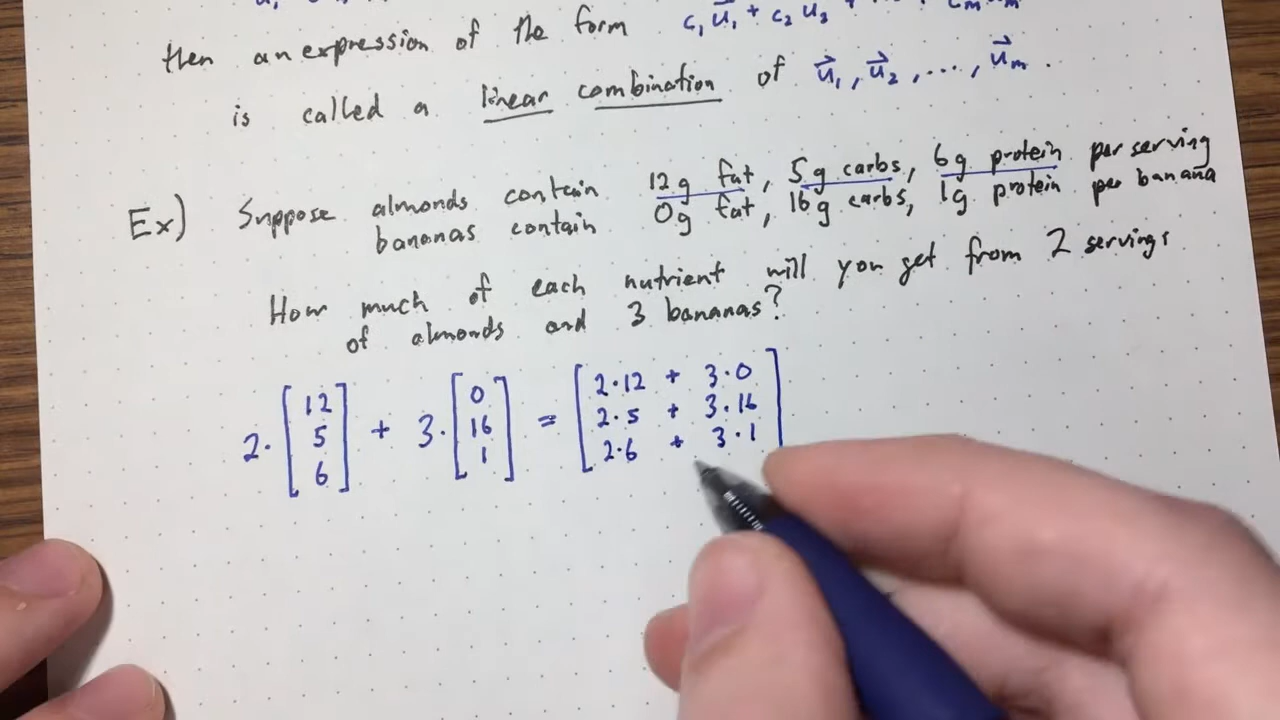 then an expression of the form c₁u⃗₁ + c₂u₂
is called a linear combination of u⃗₁, u⃗₂, ..., u⃗ₘ.
Ex) Suppose almonds contain 12g fat, 5g carbs, 6g protein per serving
bananas contain 0g fat, 16g carbs, 1g protein per banana
How much of each nutrient will you get from 2 servings
of almonds and 3 bananas?
2·[12 5 6] + 3·[0 16 1] = [2·12 + 3·0 2·5 + 3·16 2·6 + 3·1]